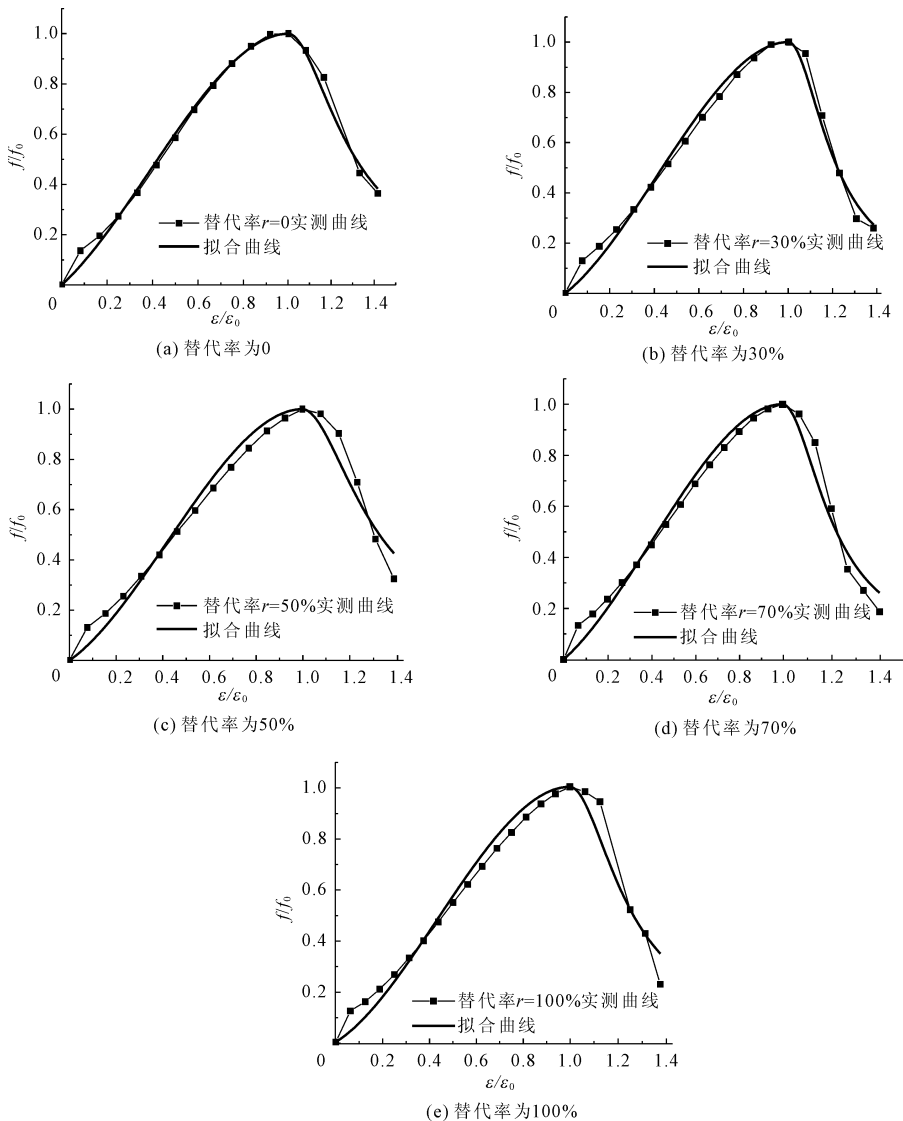 1.0
0.8
0.6
0.4
0.2
f/f₀
替代率r=0实测曲线
拟合曲线
0 0.2 0.4 0.6 0.8 1.0 1.2 1.4
ε/ε₀
(a) 替代率为0
1.0
0.8
0.6
0.4
0.2
f/f₀
替代率r=30%实测曲线
拟合曲线
0 0.2 0.4 0.6 0.8 1.0 1.2 1.4
ε/ε₀
(b) 替代率为30%
1.0
0.8
0.6
0.4
0.2
f/f₀
替代率r=50%实测曲线
拟合曲线
0 0.2 0.4 0.6 0.8 1.0 1.2 1.4
ε/ε₀
(c) 替代率为50%
1.0
0.8
0.6
0.4
0.2
f/f₀
替代率r=70%实测曲线
拟合曲线
0 0.2 0.4 0.6 0.8 1.0 1.2 1.4
ε/ε₀
(d) 替代率为70%
1.0
0.8
0.6
0.4
0.2
f/f₀
替代率r=100%实测曲线
拟合曲线
0 0.2 0.4 0.6 0.8 1.0 1.2 1.4
ε/ε₀
(e) 替代率为100%